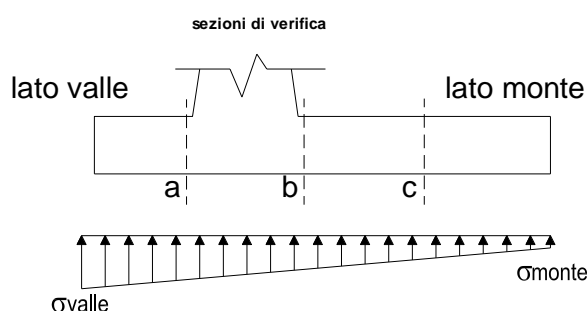 sezioni di verifica
lato valle
lato monte
a
b
c
σvalle
σmonte